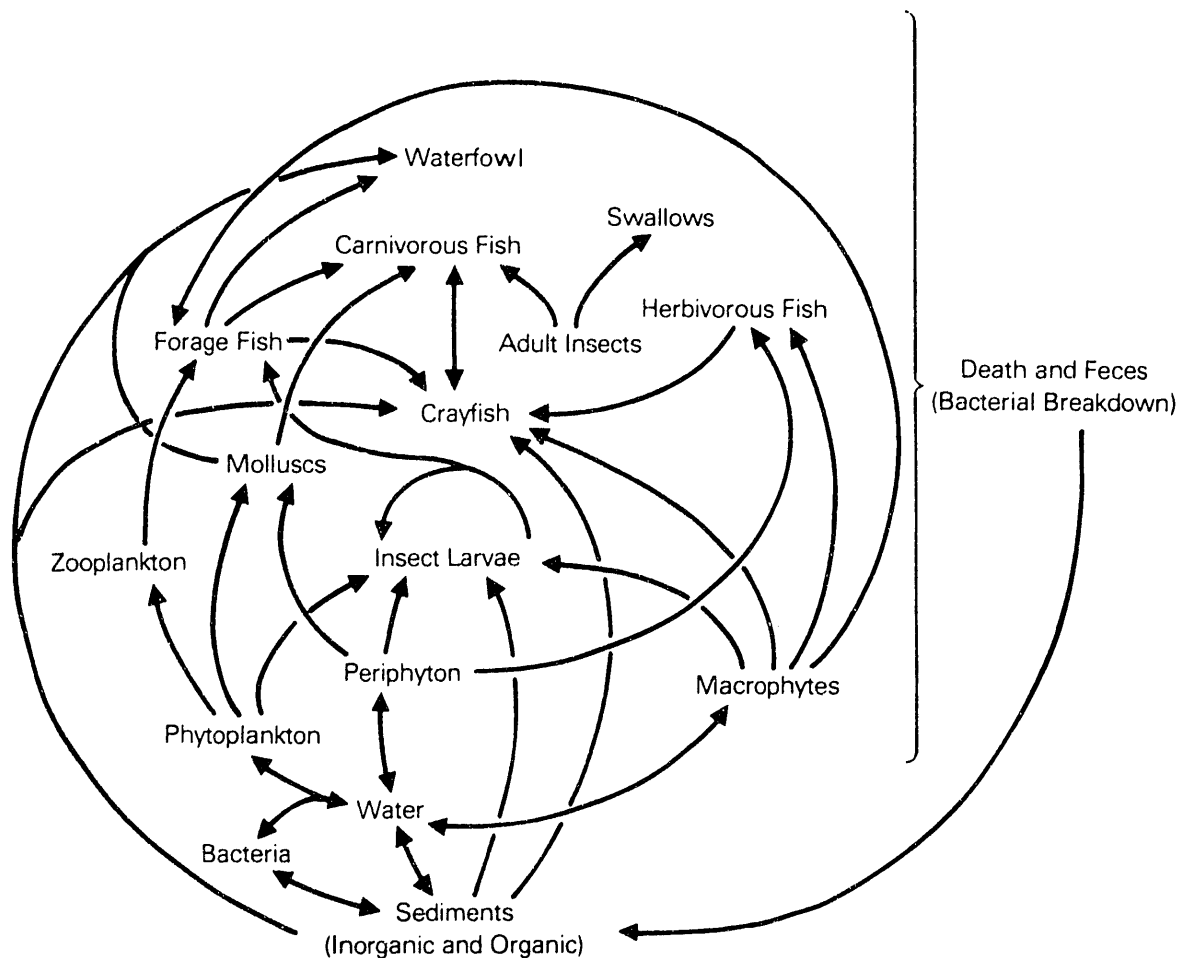 Waterfowl
Swallows
Carnivorous Fish
Herbivorous Fish
Forage Fish
Adult Insects
Death and Feces
(Bacterial Breakdown)
Crayfish
Molluscs
Zooplankton
Insect Larvae
Periphyton
Macrophytes
Phytoplankton
Water
Bacteria
Sediments
(Inorganic and Organic)